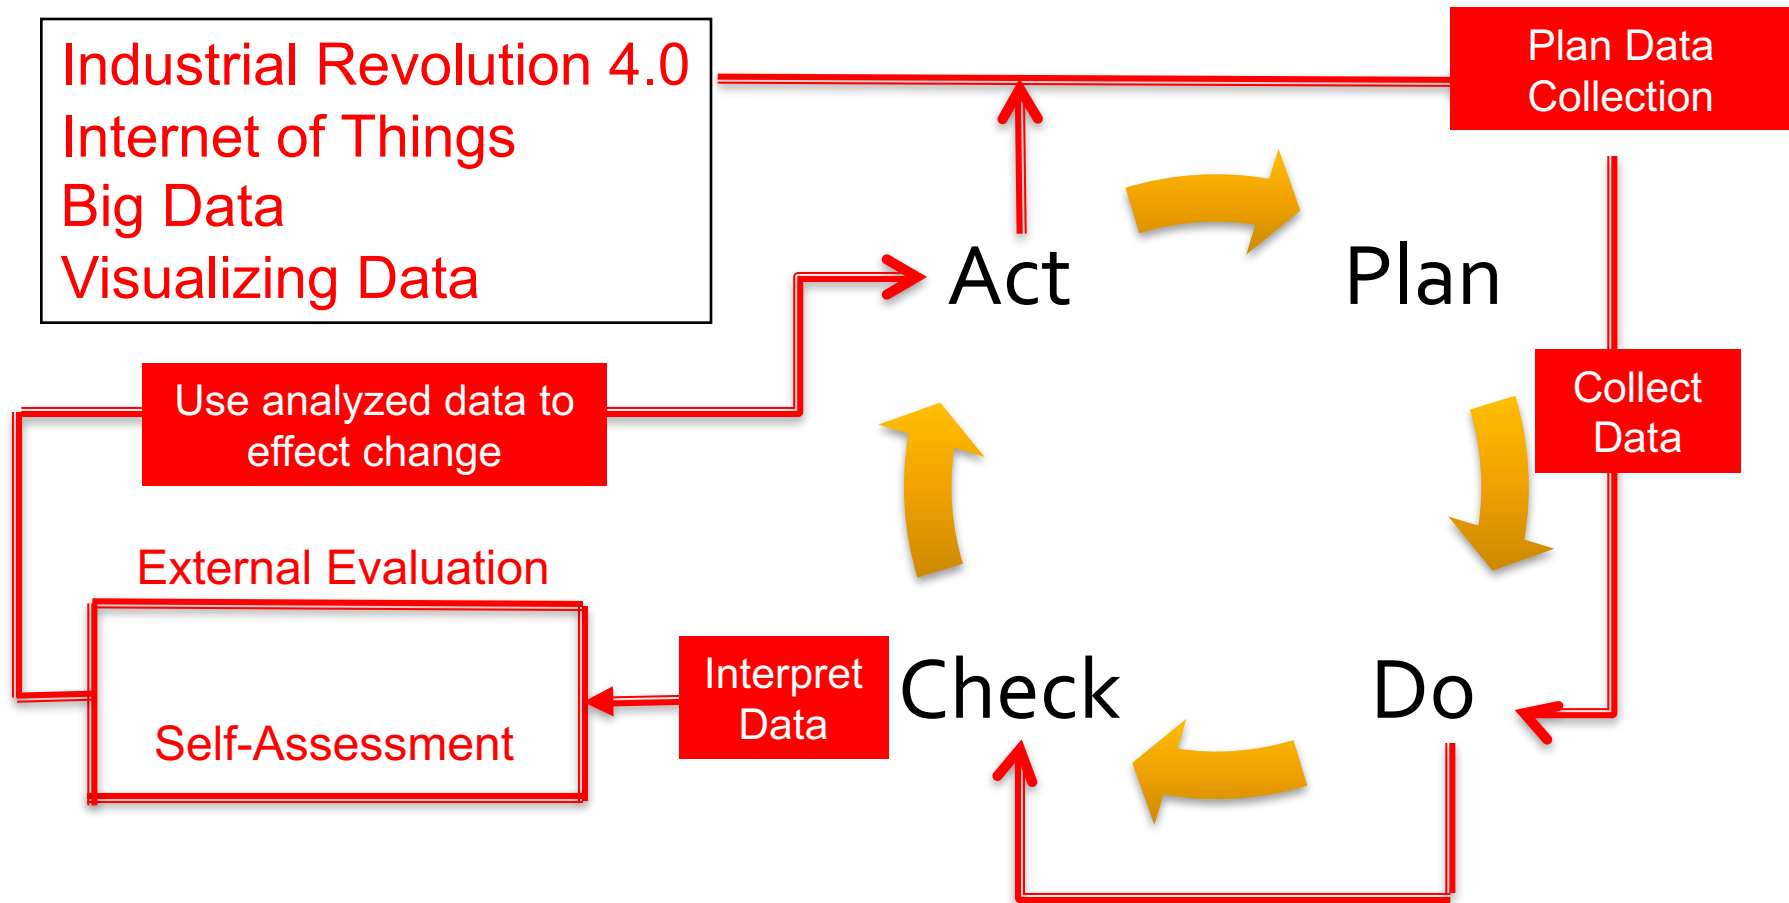 Industrial Revolution 4.0
Internet of Things
Big Data
Visualizing Data
Plan Data
Collection
Act
Plan
Use analyzed data to
effect change
Collect
Data
External Evaluation
Self-Assessment
Interpret
Data
Check
Do